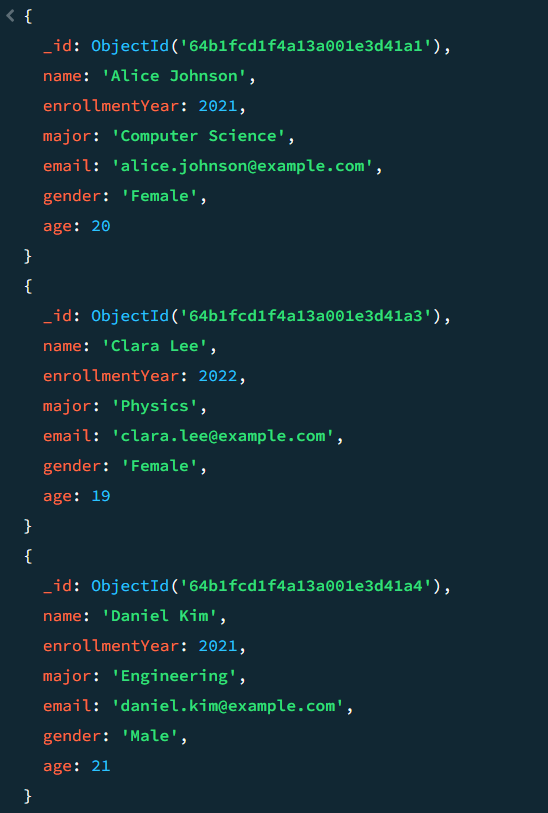 {
_id: ObjectId('64b1fcd1f4a13a001e3d41a1'),
name: 'Alice Johnson',
enrollmentYear: 2021,
major: 'Computer Science',
email: 'alice.johnson@example.com',
gender: 'Female',
age: 20
}
{
_id: ObjectId('64b1fcd1f4a13a001e3d41a3'),
name: 'Clara Lee',
enrollmentYear: 2022,
major: 'Physics',
email: 'clara.lee@example.com',
gender: 'Female',
age: 19
}
{
_id: ObjectId('64b1fcd1f4a13a001e3d41a4'),
name: 'Daniel Kim',
enrollmentYear: 2021,
major: 'Engineering',
email: 'daniel.kim@example.com',
gender: 'Male',
age: 21
}